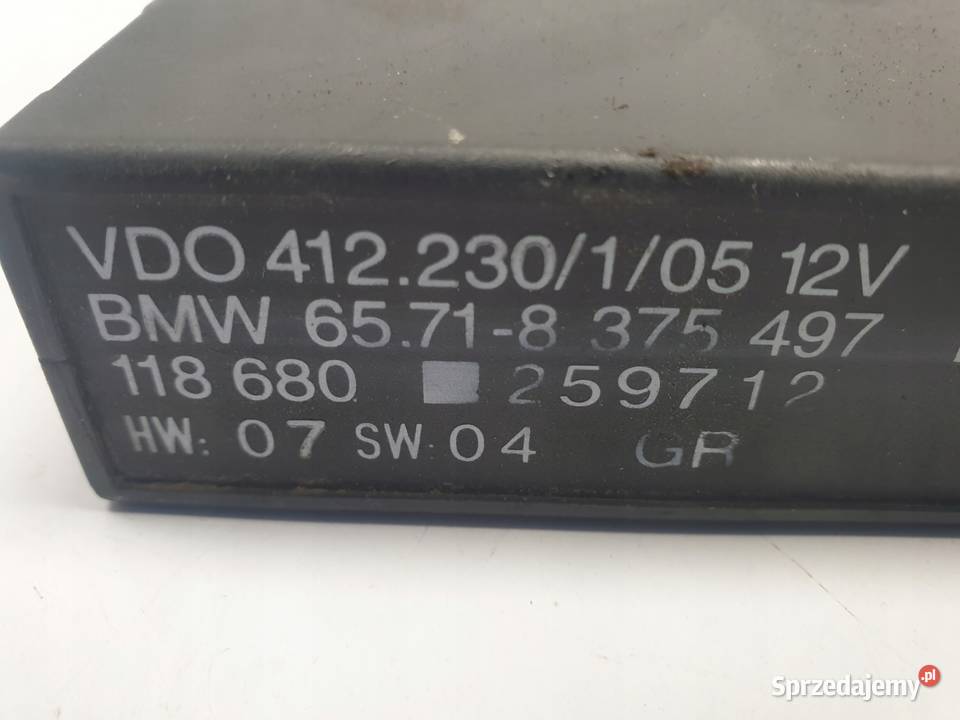 VDO 412.230/1/05 12V
BMW 65.71-8 375 497
118 680 259712
HW: 07 SW: 04 GR
Sprzedajemy.pl